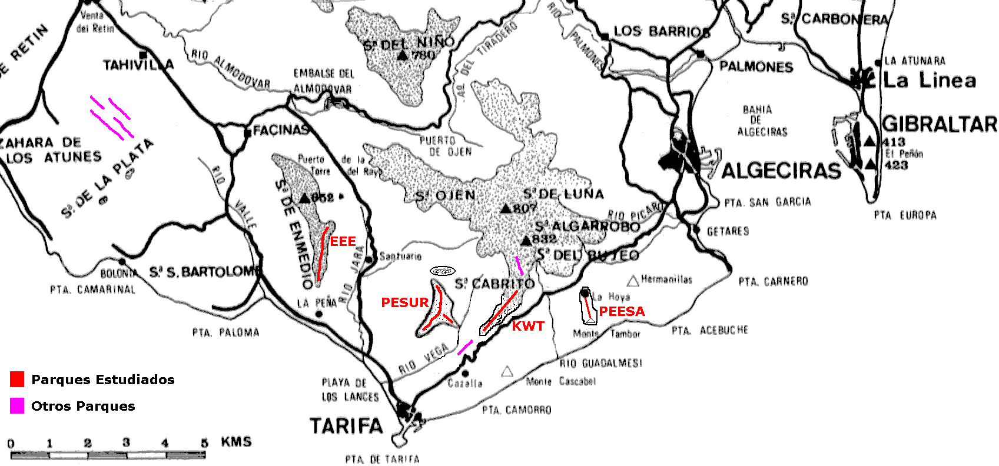 Venta
del Retin
DE RETIN
TAHIVILLA
RIO ALMODOVAR
Sª DEL NIÑO
780
EMBALSE DEL
ALMODOVAR
AQ DEL TIRADERO
RIO
PALMONES
LOS BARRIOS
Sª CARBONERA
PALMONES
LA ATUNARA
La Linea
BAHIA
DE
ALGECIRAS
GIBRALTAR
413
El Peñón
423
ALGECIRAS
ZAHARA DE
LOS ATUNES
Sª DE LA PLATA
FACINAS
PUERTO
DE OJEN
Puerto de la
Torre del Rayo
RIO
VALLE
Sª DE ENMEDIO
652
Sª OJEN
Sª DE LUNA
807
RIO PICARO
PTA. SAN GARCIA
PTA EUROPA
Sª ALGARROBO
832
GETARES
EEE
Sª DEL BUYEO
Santuario
RIO JARA
BOLONIA
Sª S. BARTOLOME
PTA. CAMARINAL
Sª CABRITO
Hermanillas
PTA. CARNERO
La Hoya
LA PEÑA
PESUR
PEESA
KWT
PTA. PALOMA
Monte Tambor
PTA. ACEBUCHE
RIO VEGA
RIO GUADALMESI
Parques Estudiados
PLAYA DE
LOS LANCES
Cazalla
Monte Cascabel
Otros Parques
PTA. CAMORRO
TARIFA
0 1 2 3 4 5 KMS
PTA. DE TARIFA